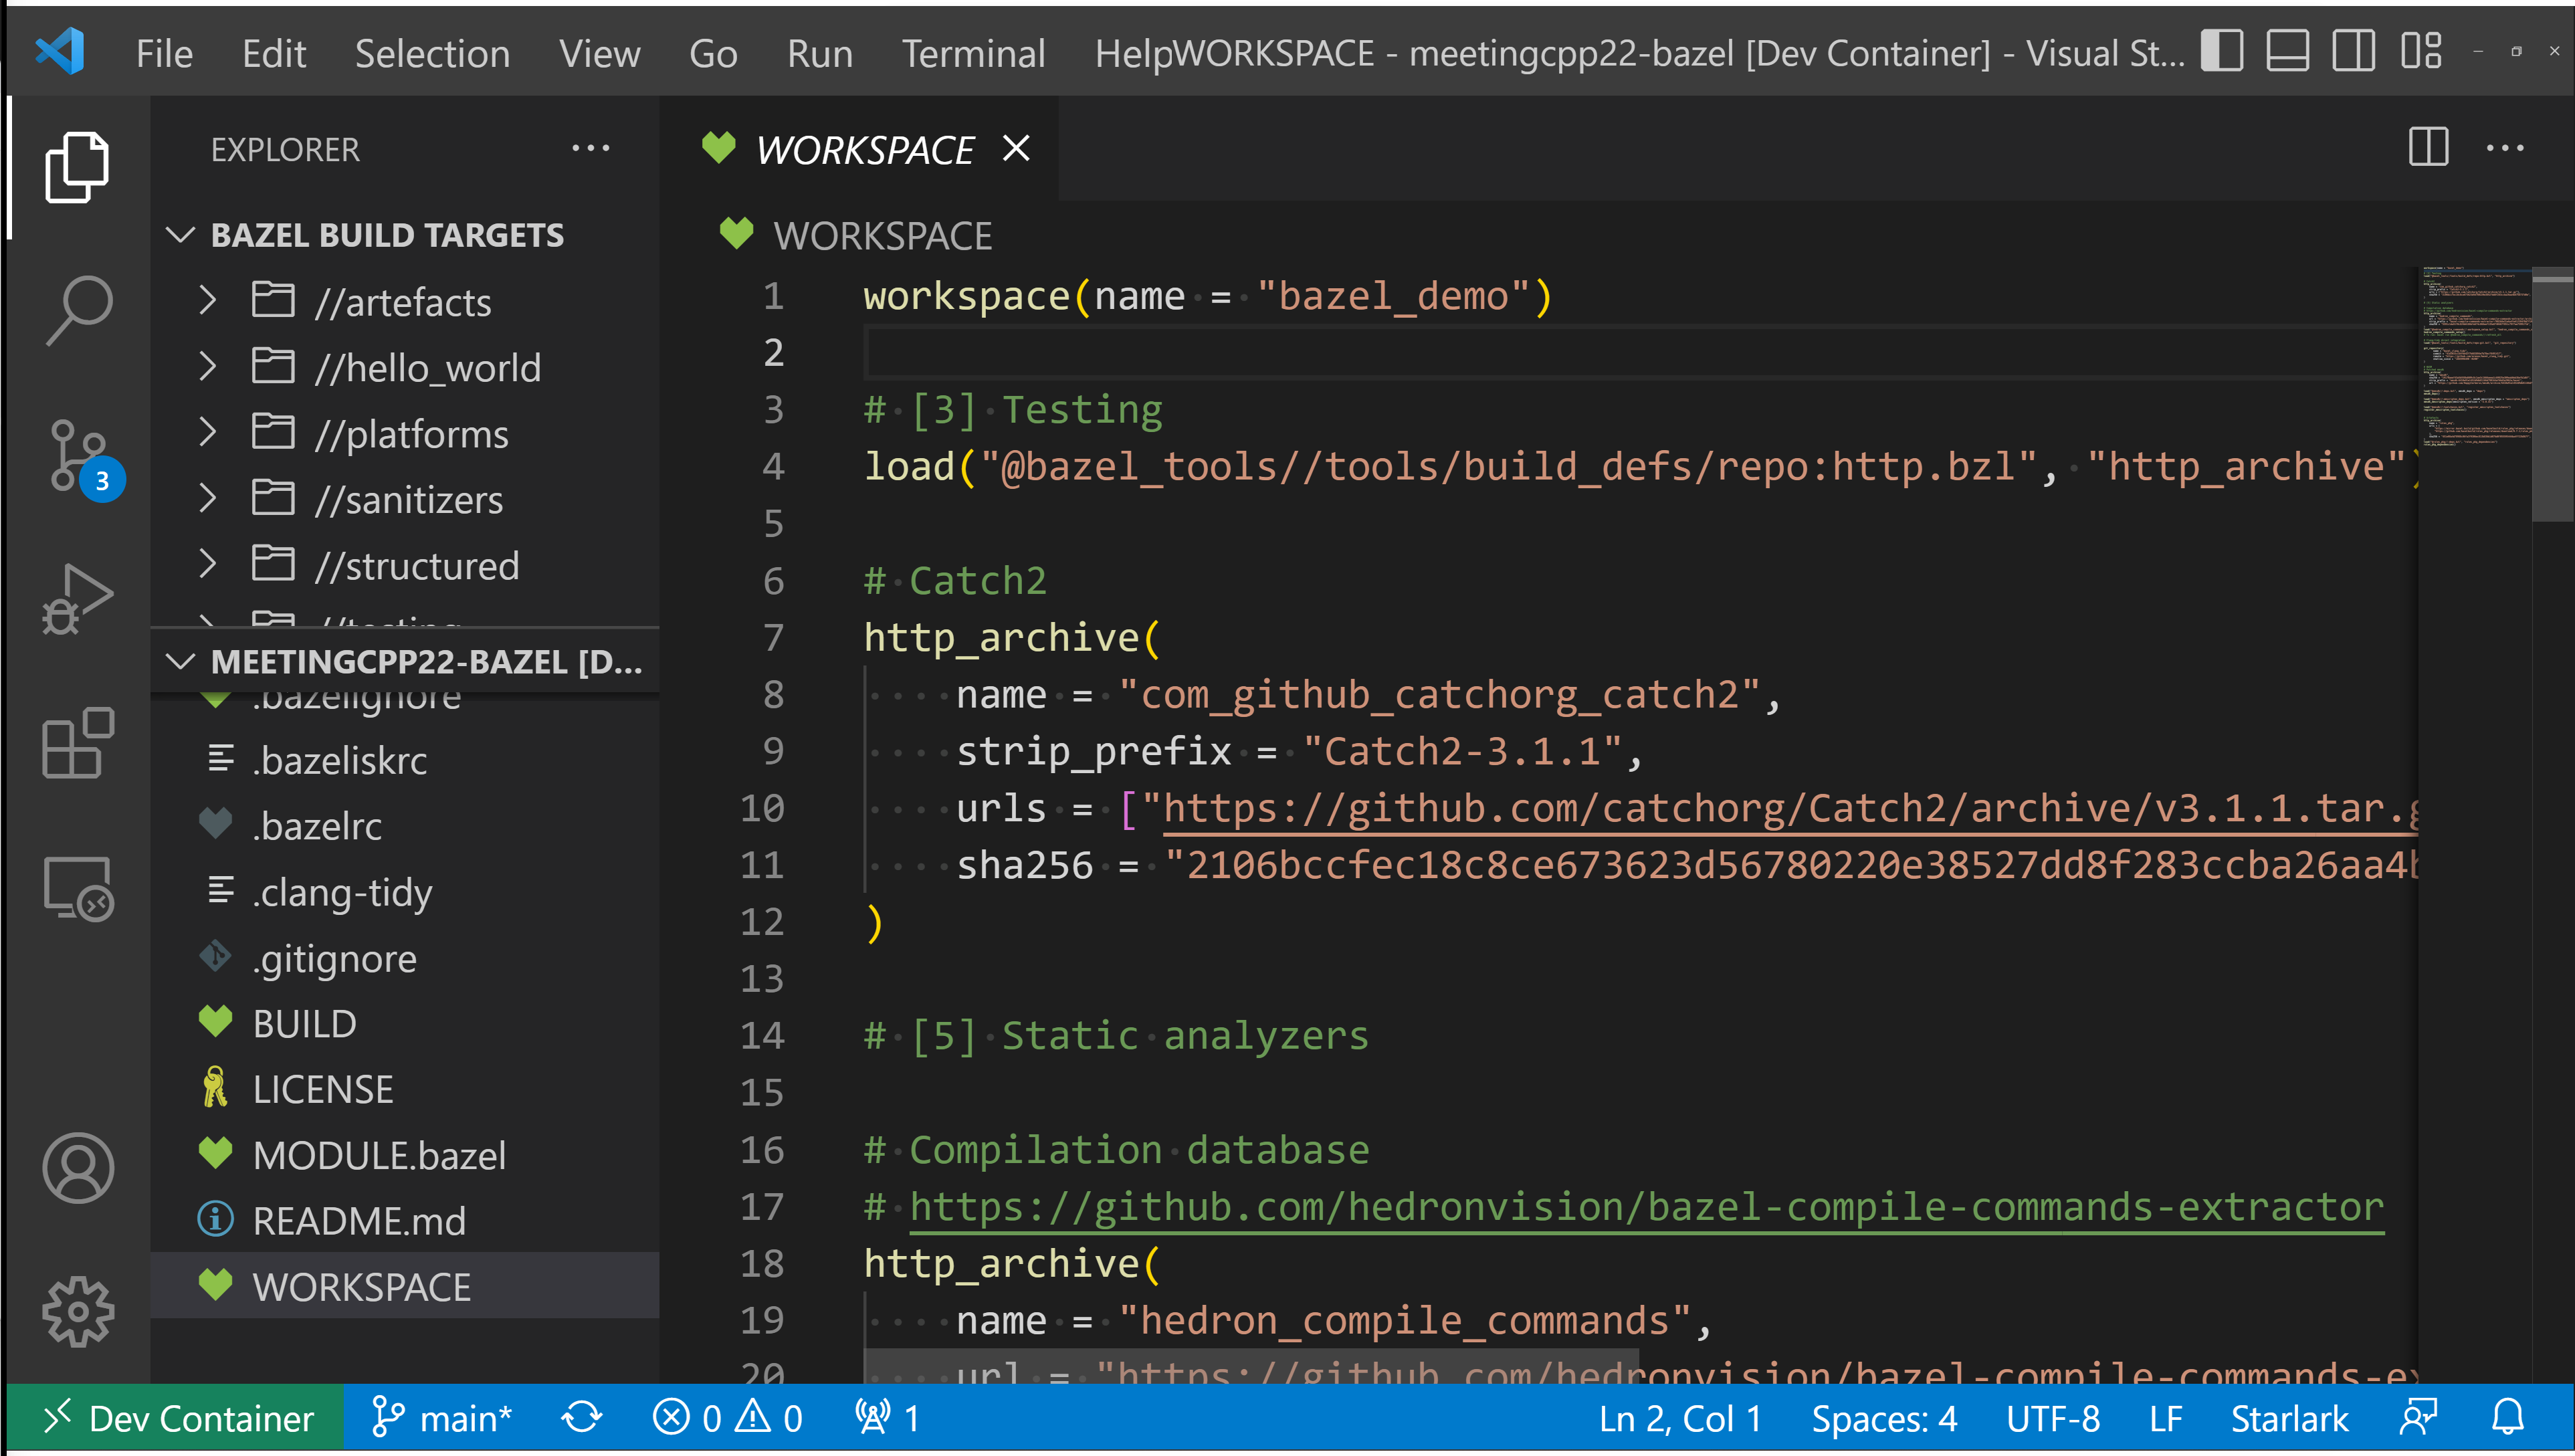 File Edit Selection View Go Run Terminal Help WORKSPACE - meetingcpp22-bazel [Dev Container] - Visual St...
EXPLORER
BAZEL BUILD TARGETS
//artefacts
//hello_world
//platforms
//sanitizers
//structured
//testing
MEETINGCPP22-BAZEL [D...
.bazelignore
.bazeliskrc
.bazelrc
.clang-tidy
.gitignore
BUILD
LICENSE
MODULE.bazel
README.md
WORKSPACE
3
WORKSPACE
WORKSPACE
1 workspace(name = "bazel_demo")
2
3 # [3] Testing
4 load("@bazel_tools//tools/build_defs/repo:http.bzl", "http_archive")
5
6 # Catch2
7 http_archive(
8     name = "com_github_catchorg_catch2",
9     strip_prefix = "Catch2-3.1.1",
10     urls = ["https://github.com/catchorg/Catch2/archive/v3.1.1.tar.g
11     sha256 = "2106bccfec18c8ce673623d56780220e38527dd8f283ccba26aa4b
12 )
13
14 # [5] Static analyzers
15
16 # Compilation database
17 # https://github.com/hedronvision/bazel-compile-commands-extractor
18 http_archive(
19     name = "hedron_compile_commands",
20     url = "https://github.com/hedronvision/bazel-compile-commands-ex
Dev Container main* 0 0 1 Ln 2, Col 1 Spaces: 4 UTF-8 LF Starlark